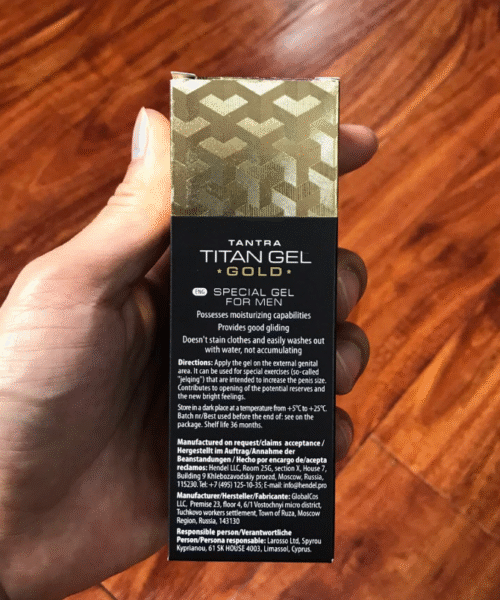 TANTRA
TITAN GEL
GOLD
ENG SPECIAL GEL
FOR MEN
Possesses moisturizing capabilities
Provides good gliding
Doesn't stain clothes and easily washes out
with water, not accumulating
Directions: Apply the gel on the external genital
area. It can be used for special exercises (so-called
"jelqing") that are intended to increase the penis size.
Contributes to opening of the potential reserves and
the new bright feelings.
Store in a dark place at a temperature from +5°C to +25°C.
Batch nr/Best used before the end of: see on the
package. Shelf life 36 months.
Manufactured on request/claims acceptance /
Hergestellt im Auftrag/Annahme der
Beanstandungen / Hecho por encargo de/acepta
reclamos: Hendel LLC, Room 25G, section X, House 7,
Building 9 Khlebozavodskiy proezd, Moscow, Russia,
115230. Tel: +7 (495) 125-10-35; E-mail: info@hendel.pro
Manufacturer/Hersteller/Fabricante: GlobalCos
LLC. Premise 23, floor 4, 6/1 Vostochnyi micro district,
Tuchkovo workers settlement, Town of Ruza, Moscow
Region, Russia, 143130
Responsible person/Verantwortliche
Person/Persona responsable: Larosso Ltd, Spyrou
Kyprianou, 61 SK HOUSE 4003, Limassol, Cyprus.